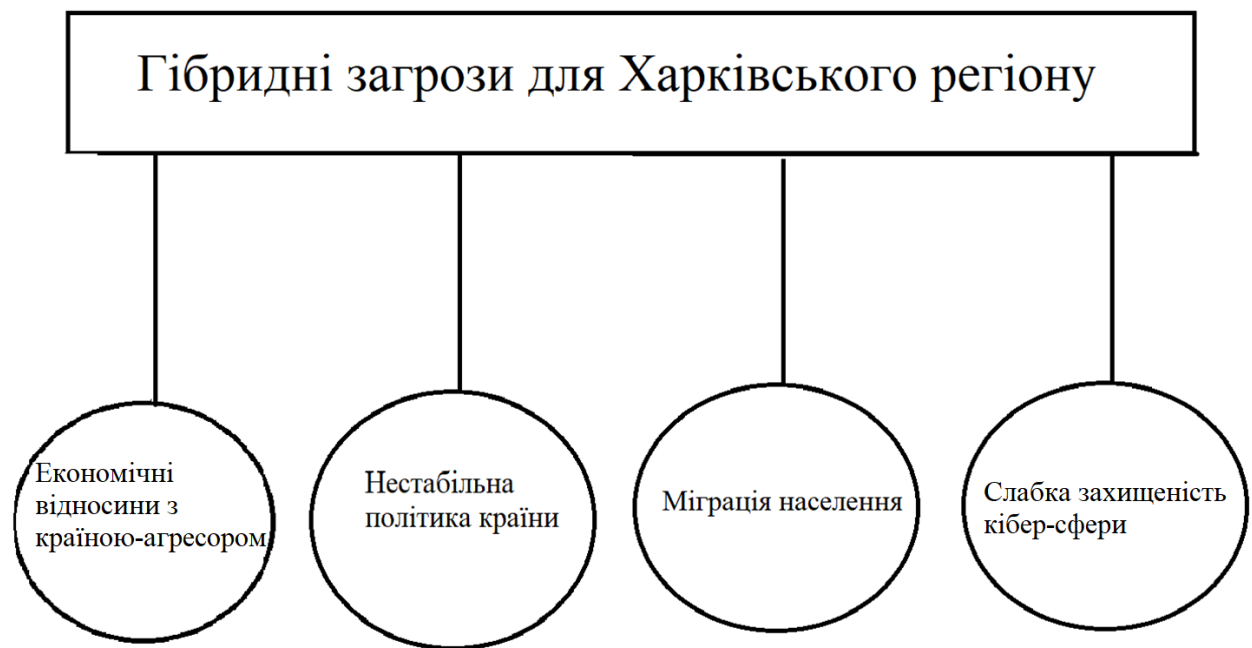 Гібридні загрози для Харківського регіону
Економічні
відносини з
країною-агресором
Нестабільна
політика країни
Міграція населення
Слабка захищеність
кібер-сфери